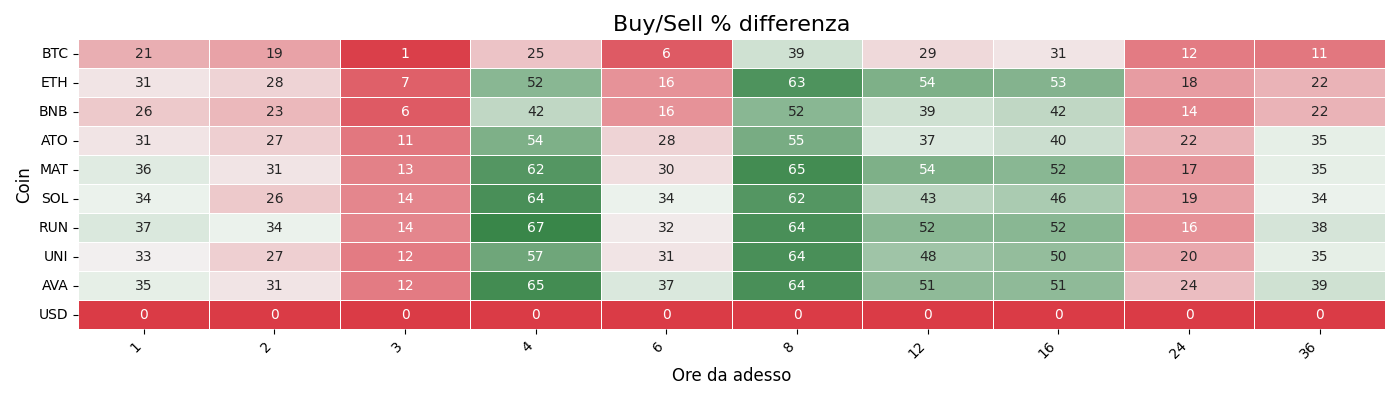 Buy/Sell % differenza
Coin
BTC 21 19 1 25 6 39 29 31 12 11
ETH 31 28 7 52 16 63 54 53 18 22
BNB 26 23 6 42 16 52 39 42 14 22
ATO 31 27 11 54 28 55 37 40 22 35
MAT 36 31 13 62 30 65 54 52 17 35
SOL 34 26 14 64 34 62 43 46 19 34
RUN 37 34 14 67 32 64 52 52 16 38
UNI 33 27 12 57 31 64 48 50 20 35
AVA 35 31 12 65 37 64 51 51 24 39
USD 0 0 0 0 0 0 0 0 0 0
1 2 3 4 6 8 12 16 24 36
Ore da adesso